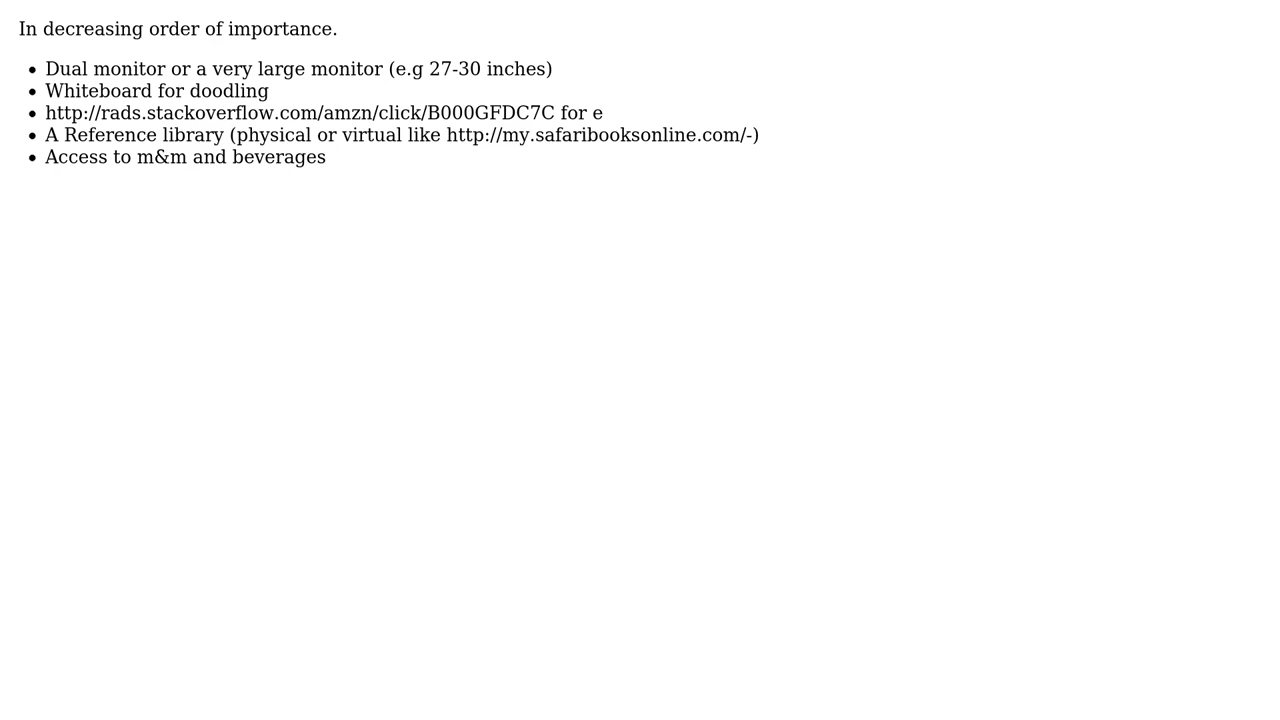 In decreasing order of importance.
• Dual monitor or a very large monitor (e.g 27-30 inches)
• Whiteboard for doodling
• http://rads.stackoverflow.com/amzn/click/B000GFDC7C for e
• A Reference library (physical or virtual like http://my.safaribooksonline.com/-)
• Access to m&m and beverages